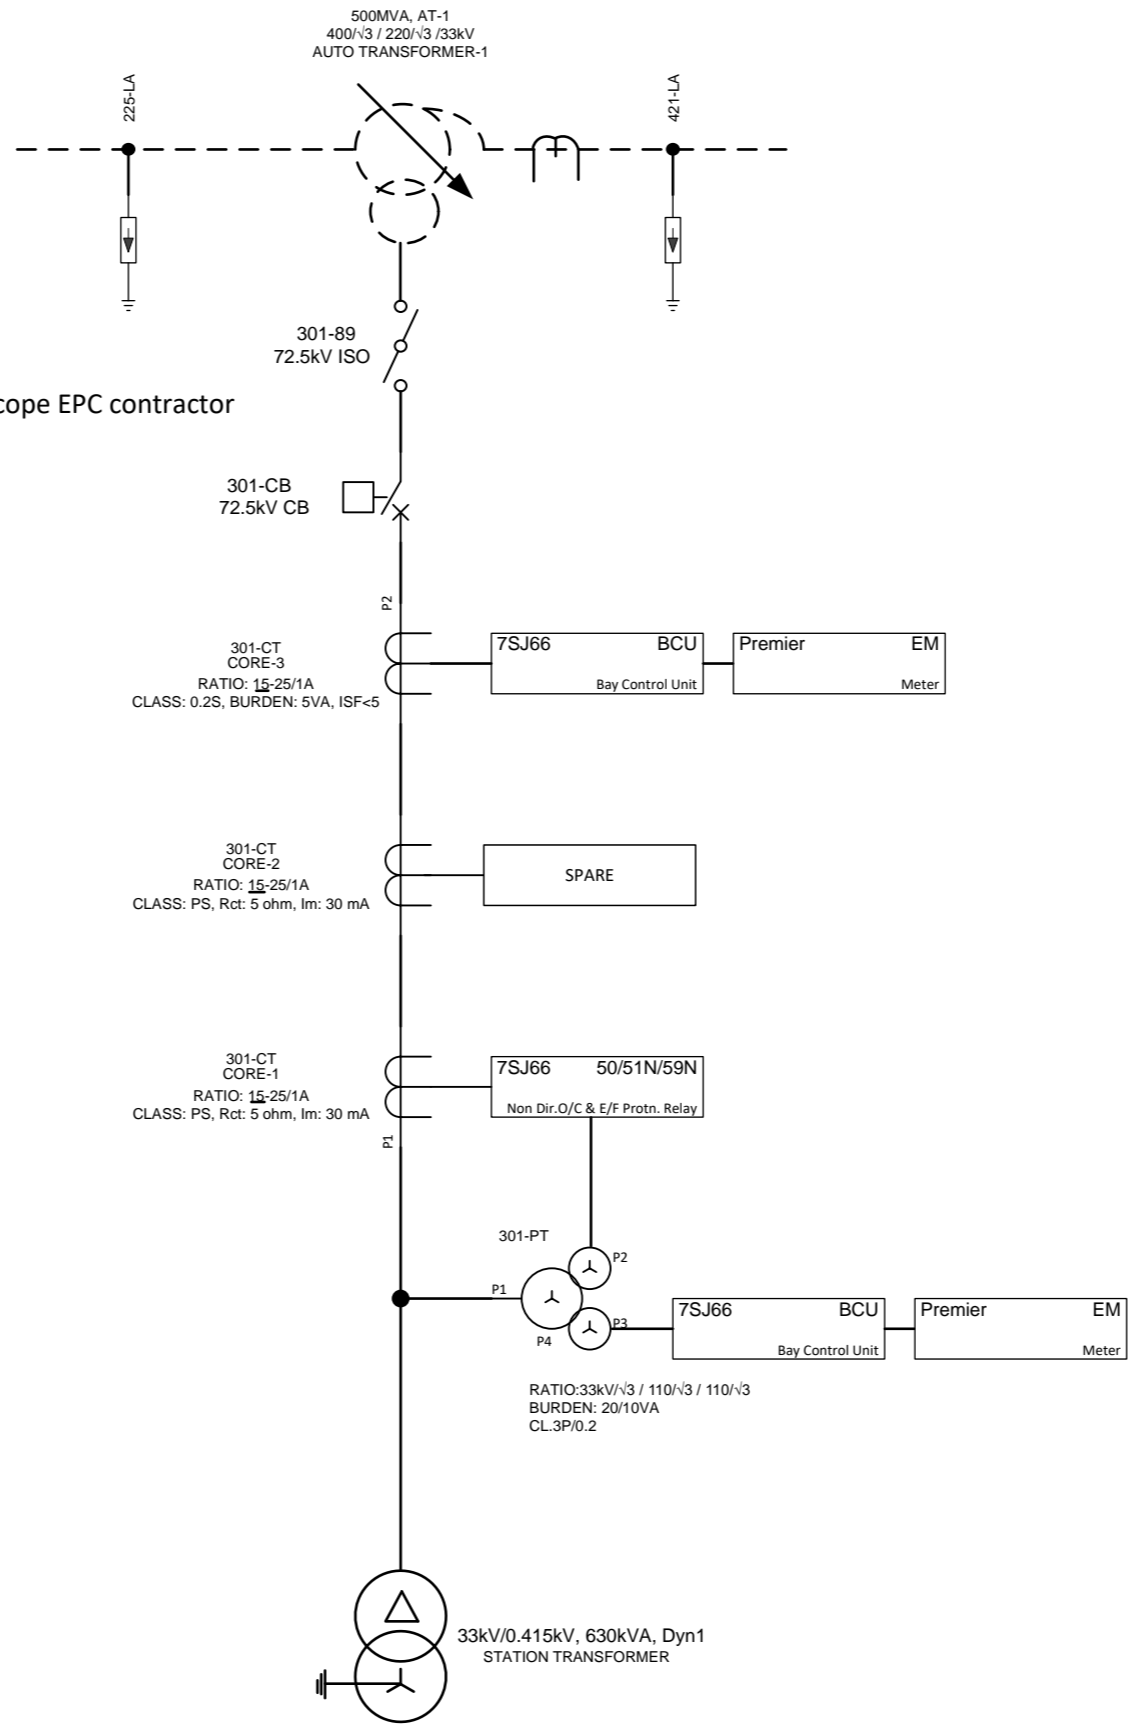 500MVA, AT-1
400/√3 / 220/√3 /33kV
AUTO TRANSFORMER-1
225-LA
421-LA
301-89
72.5kV ISO
cope EPC contractor
301-CB
72.5kV CB
P2
301-CT
CORE-3
RATIO: 15-25/1A
CLASS: 0.2S, BURDEN: 5VA, ISF<5
7SJ66 BCU
Bay Control Unit
Premier EM
Meter
301-CT
CORE-2
RATIO: 15-25/1A
CLASS: PS, Rct: 5 ohm, Im: 30 mA
SPARE
301-CT
CORE-1
RATIO: 15-25/1A
CLASS: PS, Rct: 5 ohm, Im: 30 mA
7SJ66 50/51N/59N
Non Dir.O/C & E/F Protn. Relay
P1
301-PT
P2
P1
P3
P4
7SJ66 BCU
Bay Control Unit
Premier EM
Meter
RATIO:33kV/√3 / 110/√3 / 110/√3
BURDEN: 20/10VA
CL.3P/0.2
33kV/0.415kV, 630kVA, Dyn1
STATION TRANSFORMER